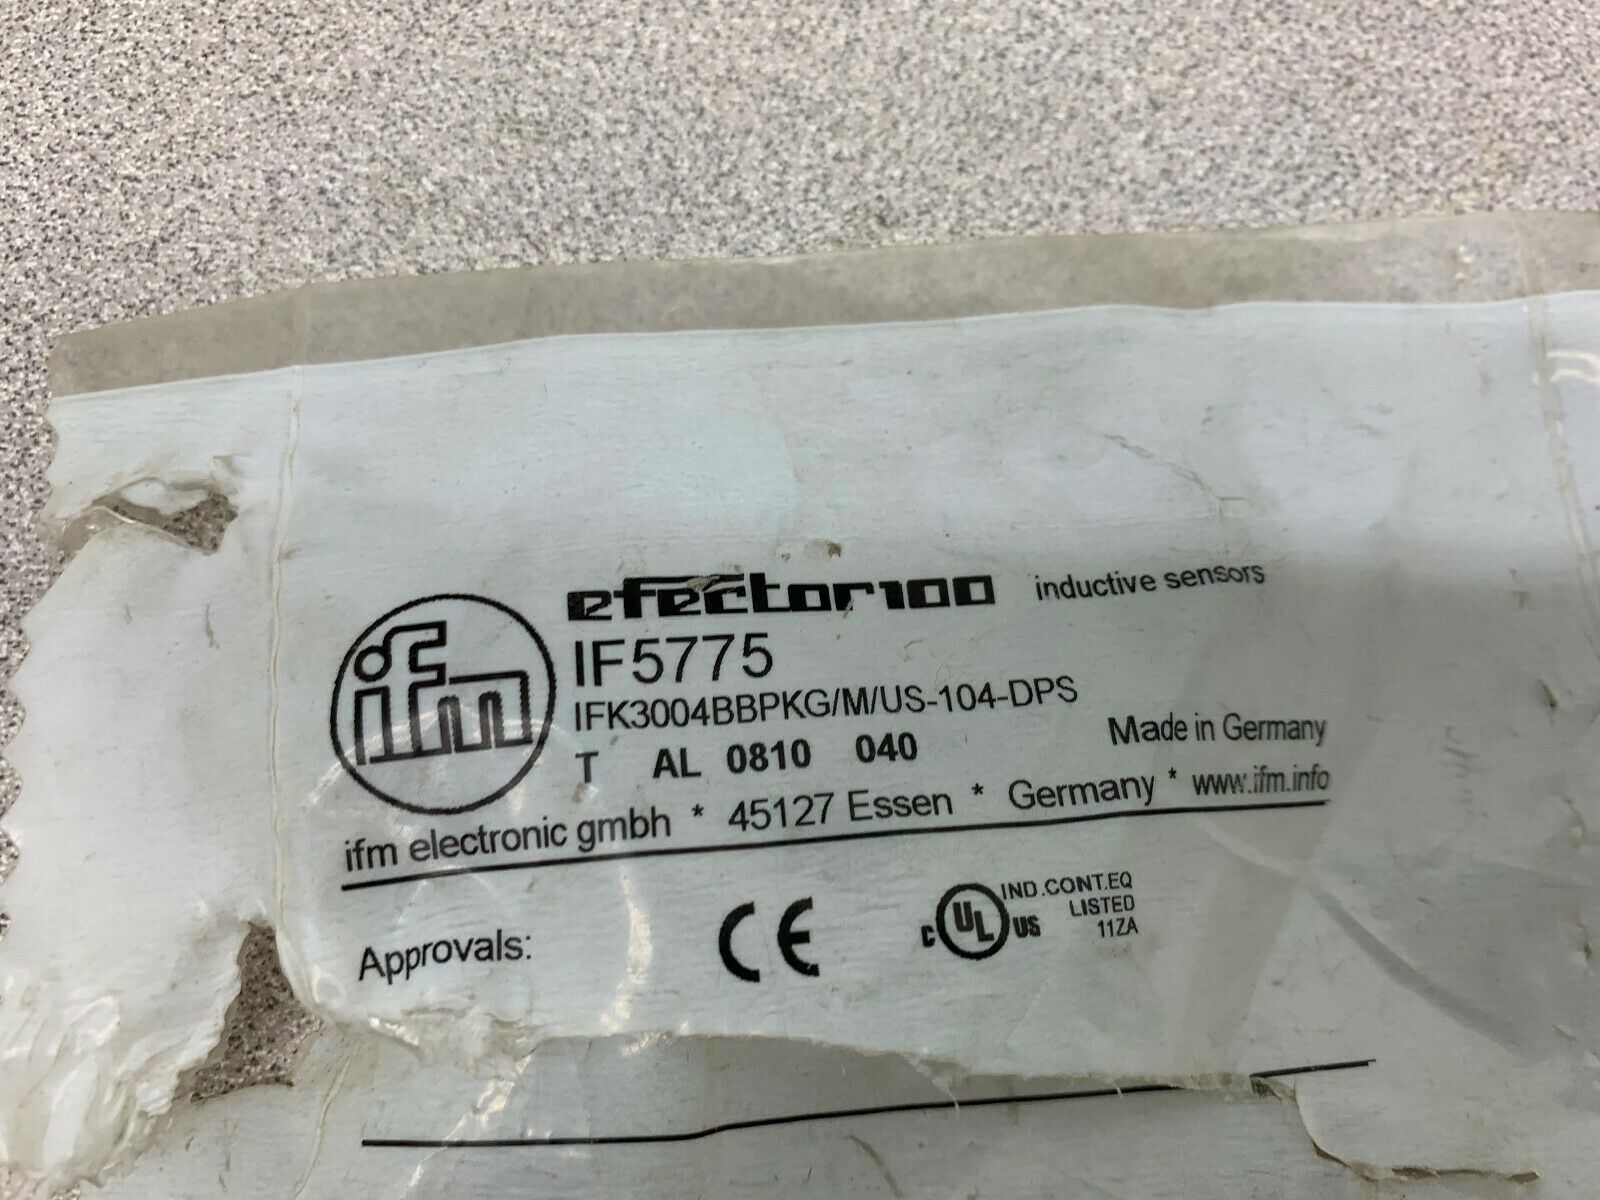 efector100 inductive sensors
ifm
IF5775
IFK3004BBPKG/M/US-104-DPS
T AL 0810 040 Made in Germany
ifm electronic gmbh * 45127 Essen * Germany * www.ifm.info
Approvals: CE c UL US IND.CONT.EQ
LISTED
11ZA